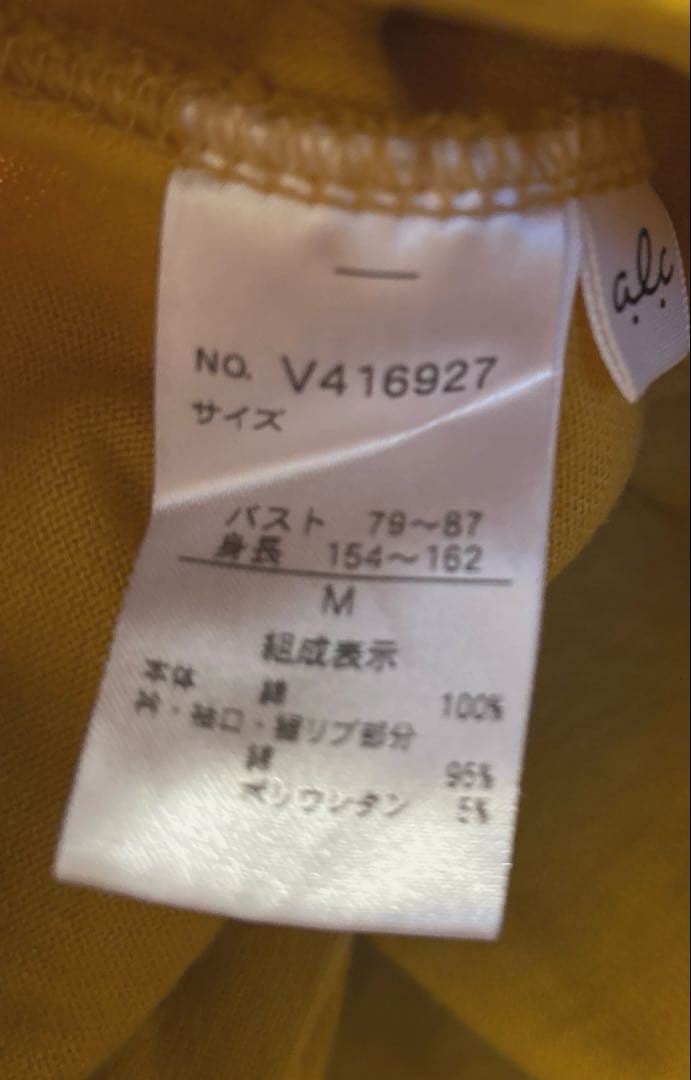 NO. V416927
サイズ
バスト 79～87
身長 154～162
M
組成表示
本体 綿 100%
衿・袖口・裾リブ部分
綿 95%
ポリウレタン 5%
alc